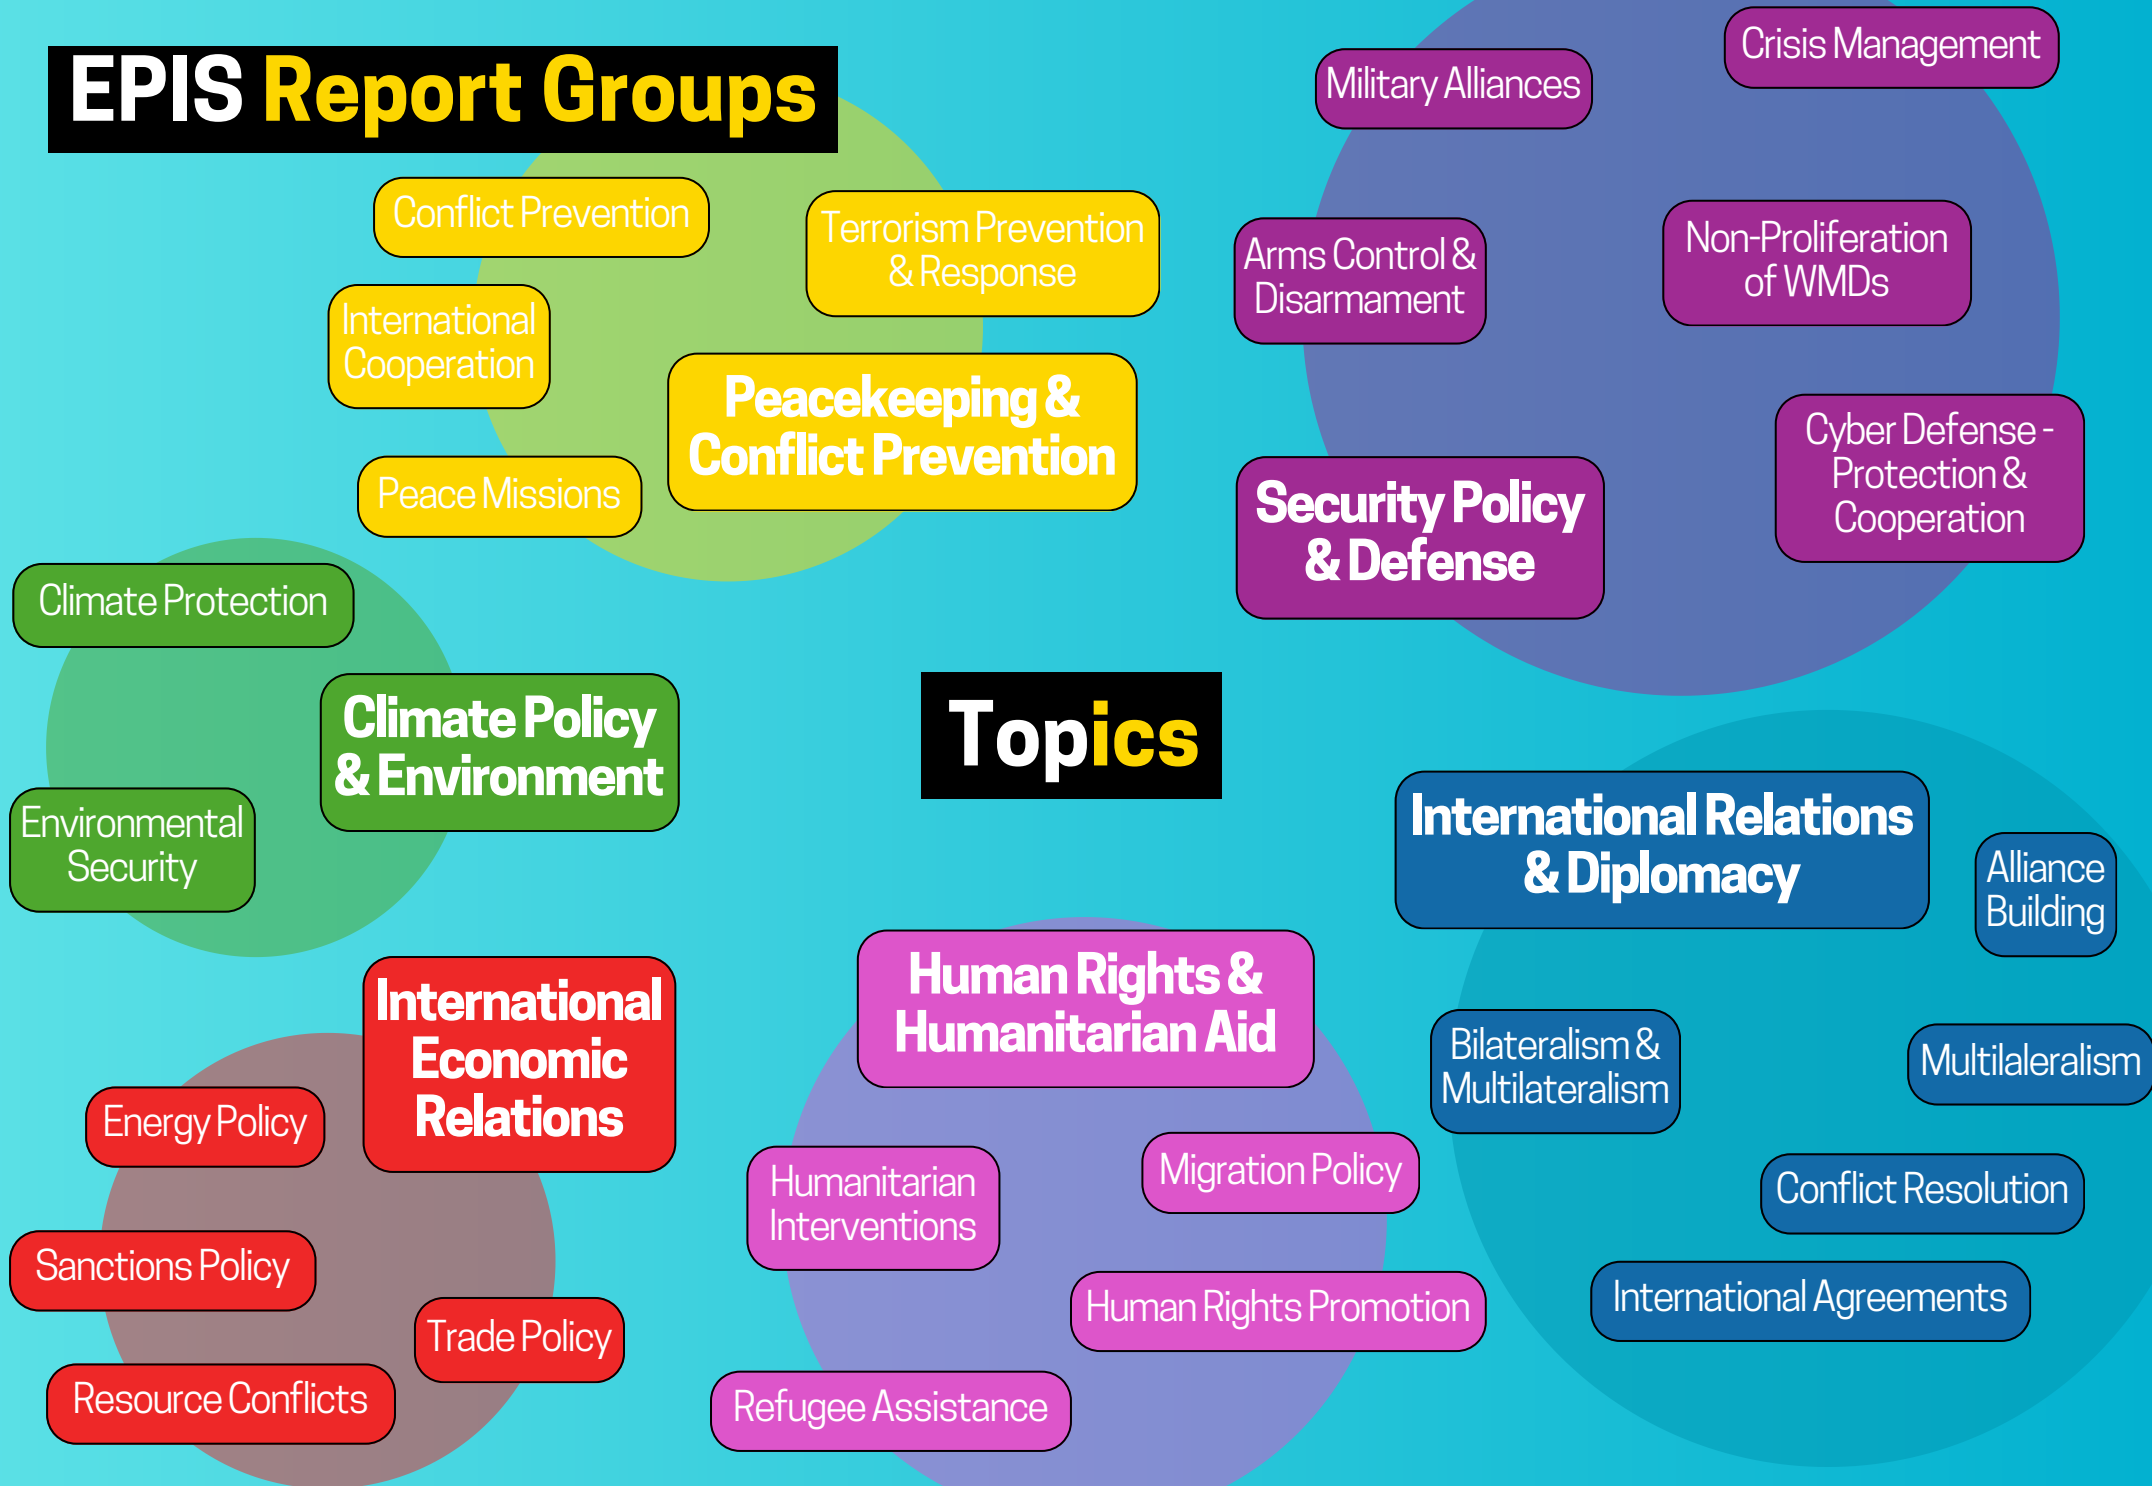 EPIS Report Groups
Conflict Prevention
Terrorism Prevention
& Response
International
Cooperation
Peacekeeping &
Conflict Prevention
Peace Missions
Military Alliances
Crisis Management
Arms Control &
Disarmament
Non-Proliferation
of WMDs
Cyber Defense -
Protection &
Cooperation
Security Policy
& Defense
Climate Protection
Climate Policy
& Environment
Environmental
Security
Topics
International Relations
& Diplomacy
Alliance
Building
Bilateralism &
Multilateralism
Multilaleralism
Conflict Resolution
International Agreements
International
Economic
Relations
Energy Policy
Sanctions Policy
Trade Policy
Resource Conflicts
Human Rights &
Humanitarian Aid
Humanitarian
Interventions
Migration Policy
Human Rights Promotion
Refugee Assistance